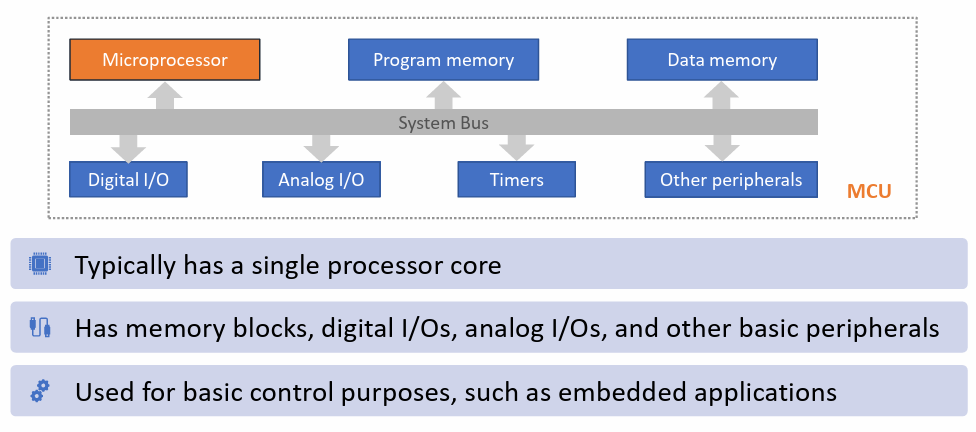 Microprocessor
Program memory
Data memory
System Bus
Digital I/O
Analog I/O
Timers
Other peripherals
MCU
Typically has a single processor core
Has memory blocks, digital I/Os, analog I/Os, and other basic peripherals
Used for basic control purposes, such as embedded applications